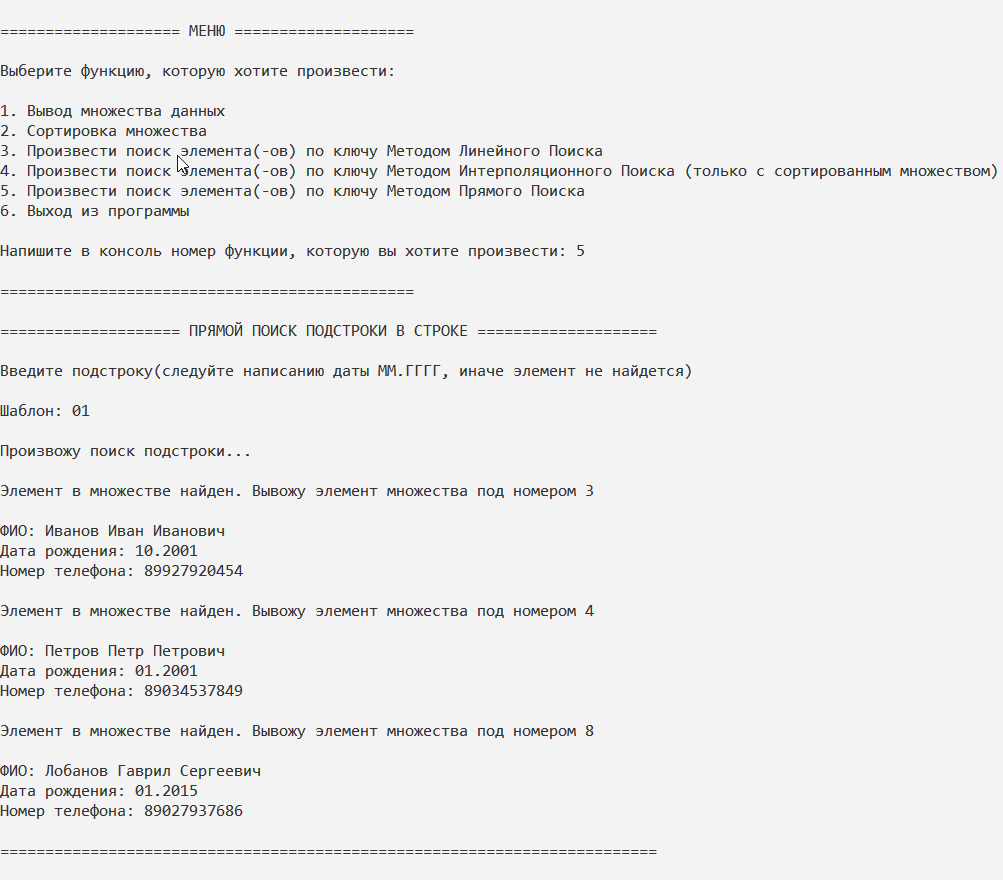 ==================== МЕНЮ ====================
Выберите функцию, которую хотите произвести:
1. Вывод множества данных
2. Сортировка множества
3. Произвести поиск элемента(-ов) по ключу Методом Линейного Поиска
4. Произвести поиск элемента(-ов) по ключу Методом Интерполяционного Поиска (только с сортированным множеством)
5. Произвести поиск элемента(-ов) по ключу Методом Прямого Поиска
6. Выход из программы
Напишите в консоль номер функции, которую вы хотите произвести: 5
==============================================
==================== ПРЯМОЙ ПОИСК ПОДСТРОКИ В СТРОКЕ ====================
Введите подстроку(следуйте написанию даты ММ.ГГГГ, иначе элемент не найдется)
Шаблон: 01
Произвожу поиск подстроки...
Элемент в множестве найден. Вывожу элемент множества под номером 3
ФИО: Иванов Иван Иванович
Дата рождения: 10.2001
Номер телефона: 89927920454
Элемент в множестве найден. Вывожу элемент множества под номером 4
ФИО: Петров Петр Петрович
Дата рождения: 01.2001
Номер телефона: 89034537849
Элемент в множестве найден. Вывожу элемент множества под номером 8
ФИО: Лобанов Гаврил Сергеевич
Дата рождения: 01.2015
Номер телефона: 89027937686
=========================================================================